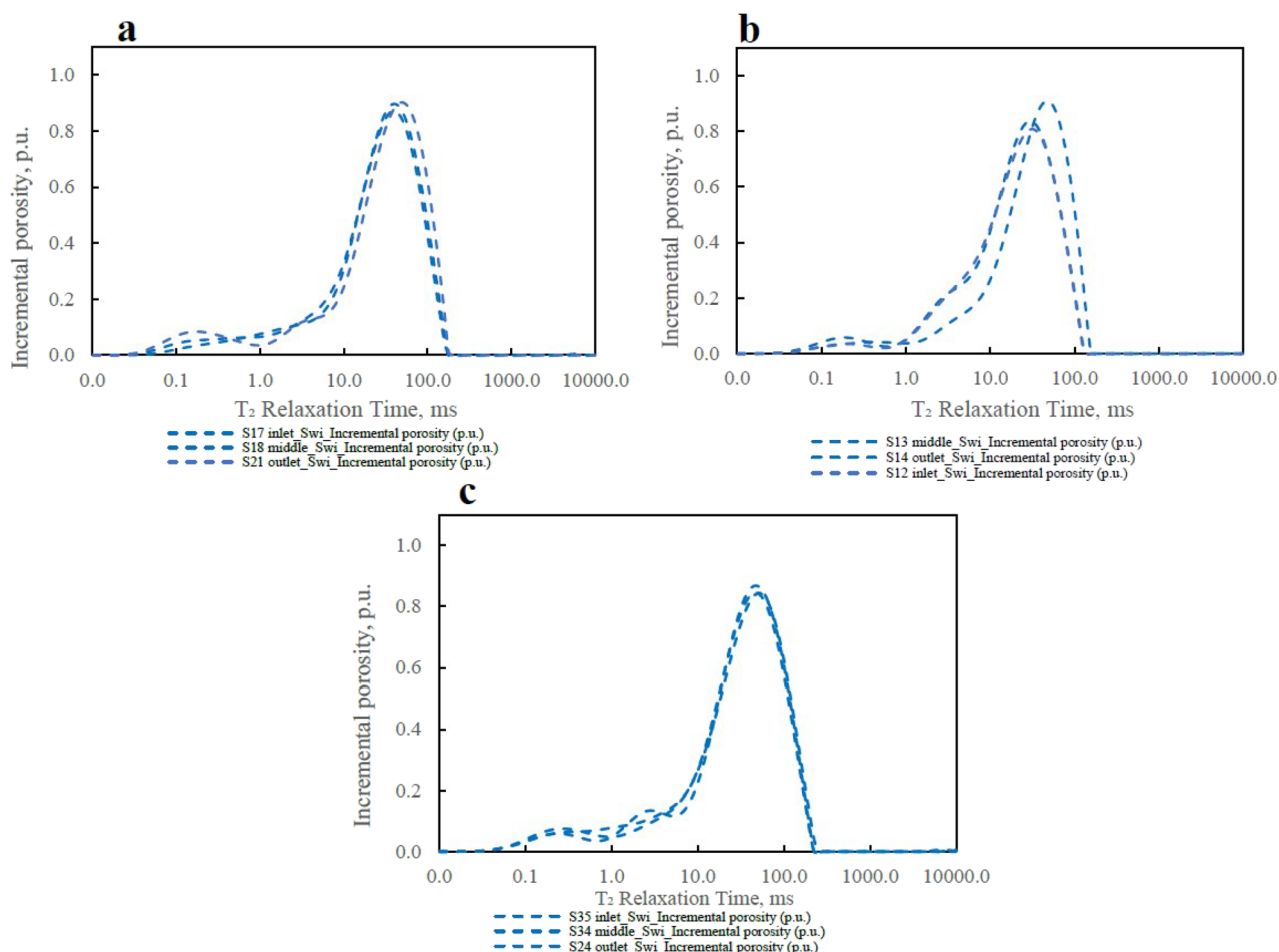 a
Incremental porosity, p.u.
1.0
0.8
0.6
0.4
0.2
0.0
0.0 0.1 1.0 10.0 100.0 1000.0 10000.0
T₂ Relaxation Time, ms
S17 inlet_Swi_Incremental porosity (p.u.)
S18 middle_Swi_Incremental porosity (p.u.)
S21 outlet_Swi_Incremental porosity (p.u.)
b
Incremental porosity, p.u.
1.0
0.8
0.6
0.4
0.2
0.0
0.0 0.1 1.0 10.0 100.0 1000.0 10000.0
T₂ Relaxation Time, ms
S13 middle_Swi_Incremental porosity (p.u.)
S14 outlet_Swi_Incremental porosity (p.u.)
S12 inlet_Swi_Incremental porosity (p.u.)
c
Incremental porosity, p.u.
1.0
0.8
0.6
0.4
0.2
0.0
0.0 0.1 1.0 10.0 100.0 1000.0 10000.0
T₂ Relaxation Time, ms
S35 inlet_Swi_Incremental porosity (p.u.)
S34 middle_Swi_Incremental porosity (p.u.)
S24 outlet_Swi_Incremental porosity (p.u.)